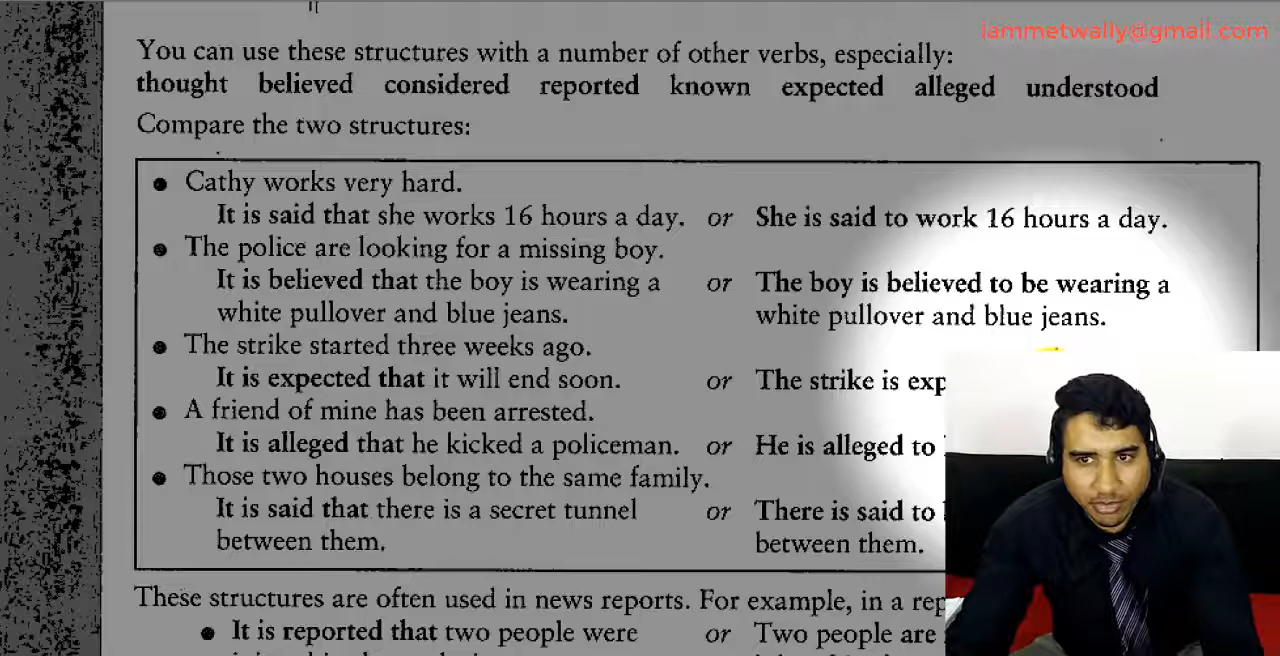 iammetwally@gmail.com
You can use these structures with a number of other verbs, especially:
thought believed considered reported known expected alleged understood
Compare the two structures:
• Cathy works very hard.
It is said that she works 16 hours a day. or She is said to work 16 hours a day.
• The police are looking for a missing boy.
It is believed that the boy is wearing a or The boy is believed to be wearing a
white pullover and blue jeans. white pullover and blue jeans.
• The strike started three weeks ago.
It is expected that it will end soon. or The strike is exp
• A friend of mine has been arrested.
It is alleged that he kicked a policeman. or He is alleged to
• Those two houses belong to the same family.
It is said that there is a secret tunnel or There is said to
between them. between them.
These structures are often used in news reports. For example, in a rep
• It is reported that two people were or Two people are